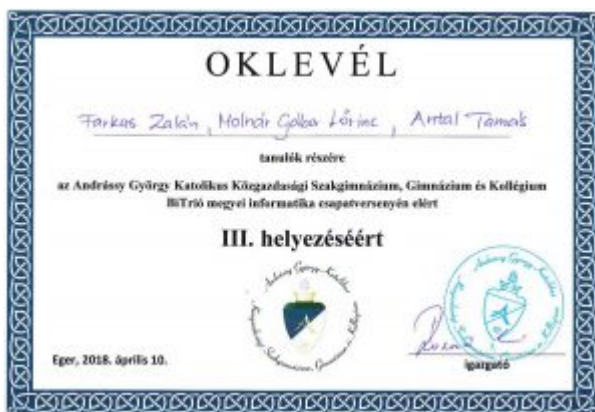 OKLEVÉL
Farkas Zalán, Molnár Gábor Lőrinc, Antal Tamás
tanulók részére
az Andrássy György Katolikus Közgazdasági Szakgimnázium, Gimnázium és Kollégium
BiTrió megyei informatika csapatversenyén elért
III. helyezéséért
Eger, 2018. április 10.
igazgató